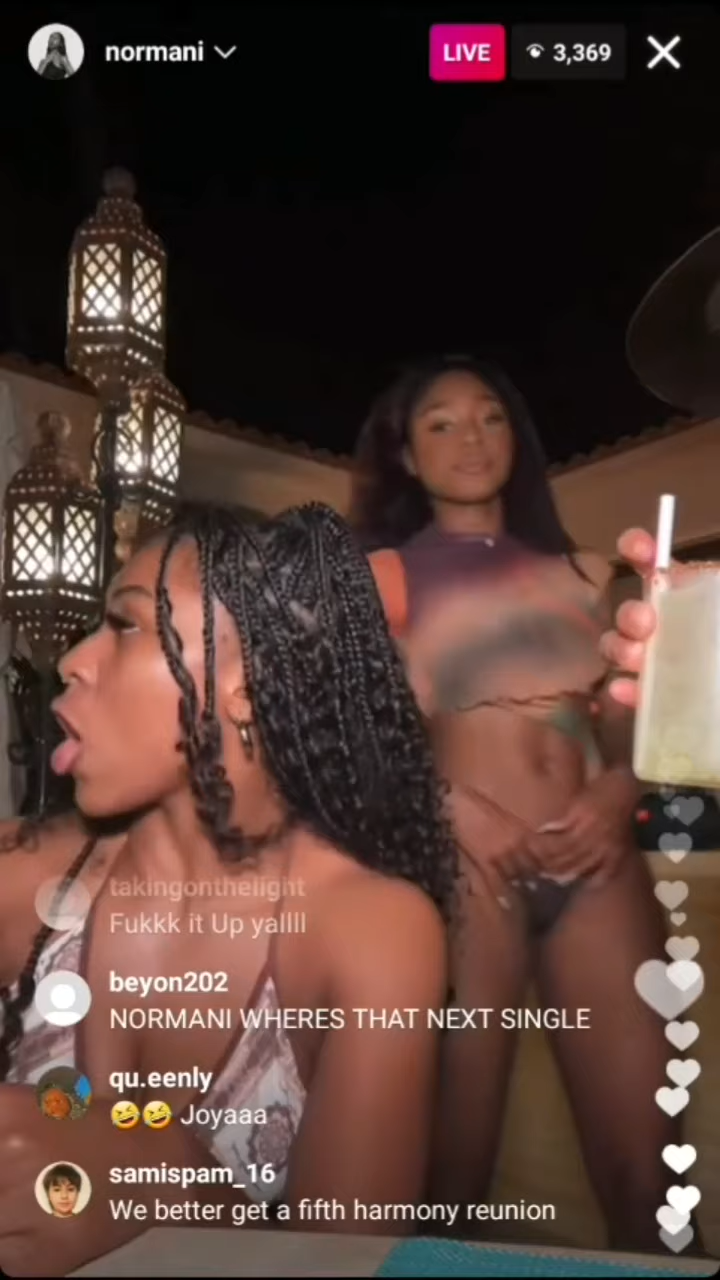 normani
LIVE
3,369
takingonthelight
Fukkk it Up yallll
beyon202
NORMANI WHERES THAT NEXT SINGLE
qu.eenly
🤣🤣 Joyaaa
samispam_16
We better get a fifth harmony reunion